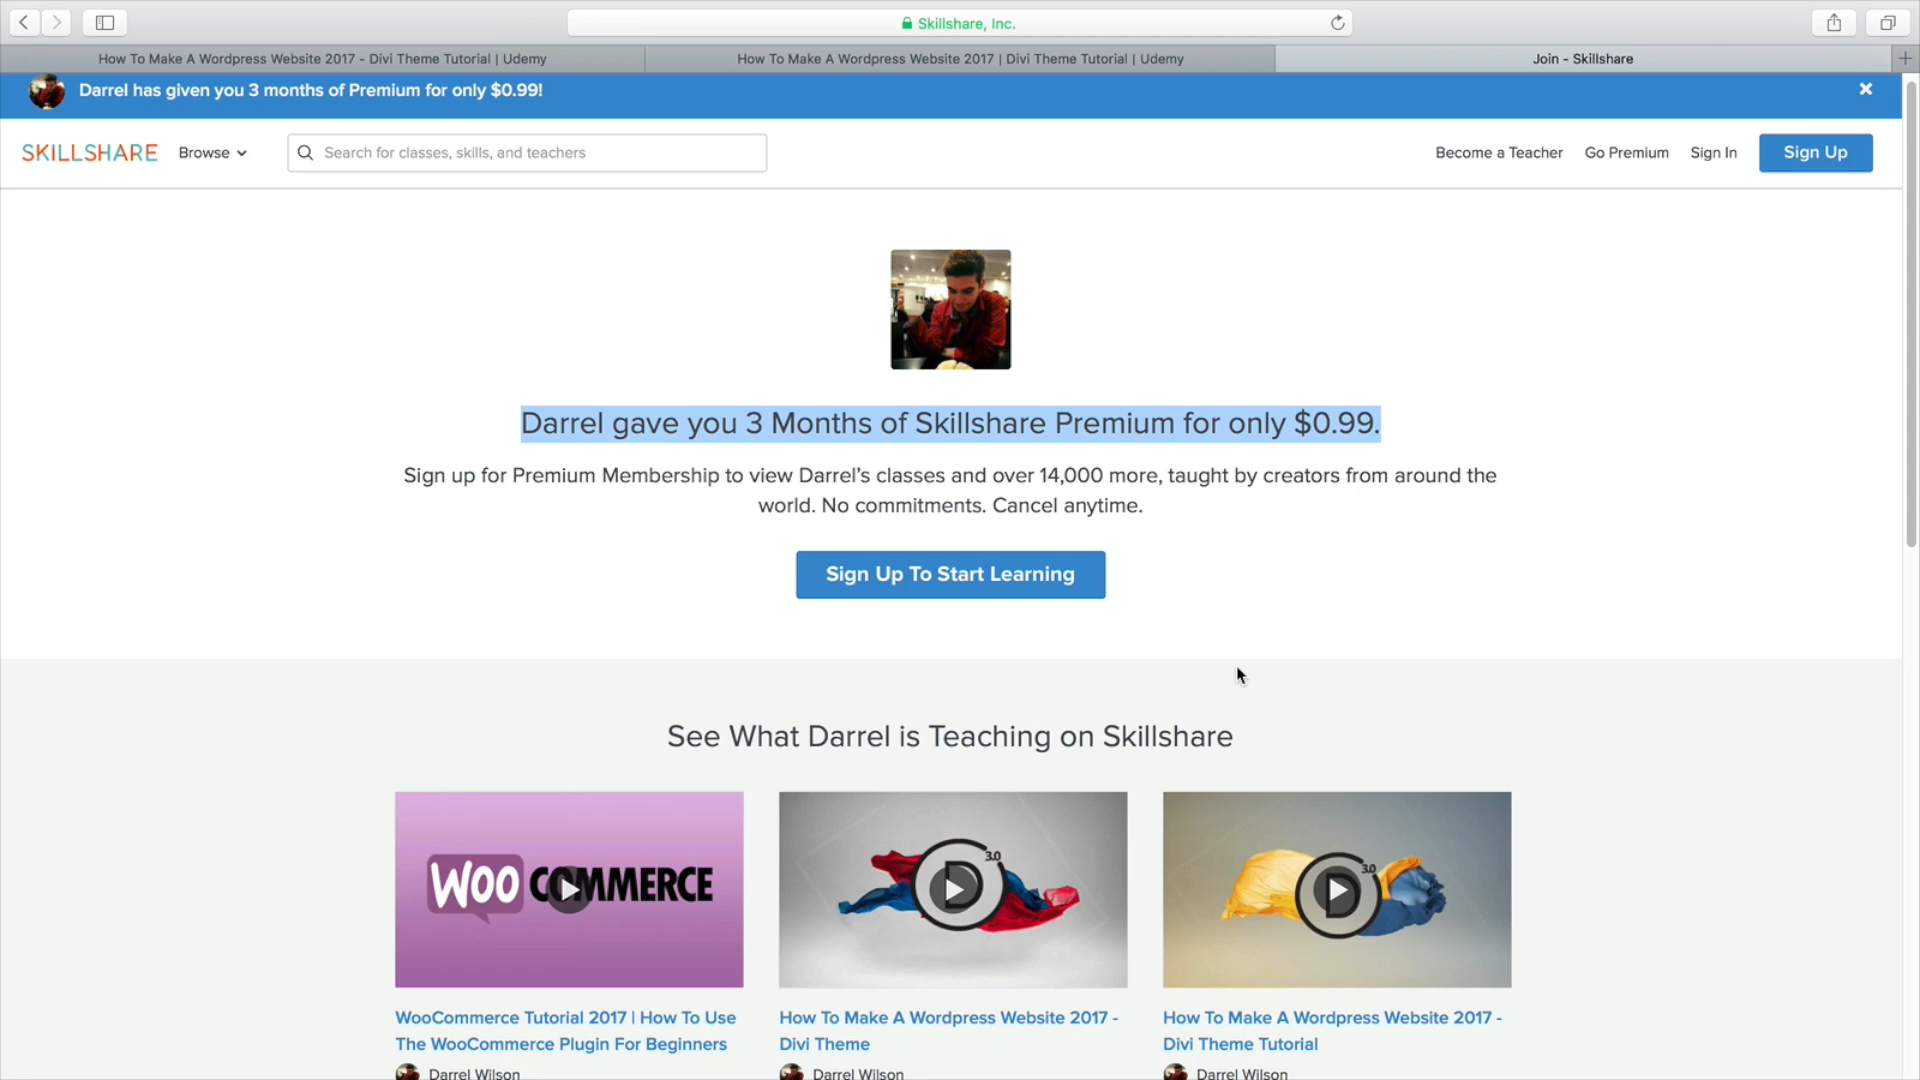 Skillshare, Inc.
How To Make A Wordpress Website 2017 - Divi Theme Tutorial | Udemy
How To Make A Wordpress Website 2017 | Divi Theme Tutorial | Udemy
Join - Skillshare
Darrel has given you 3 months of Premium for only $0.99!
SKILLSHARE
Browse
Search for classes, skills, and teachers
Become a Teacher
Go Premium
Sign In
Sign Up
Darrel gave you 3 Months of Skillshare Premium for only $0.99.
Sign up for Premium Membership to view Darrel's classes and over 14,000 more, taught by creators from around the
world. No commitments. Cancel anytime.
Sign Up To Start Learning
See What Darrel is Teaching on Skillshare
WOO COMMERCE
D 3.0
D 3.0
WooCommerce Tutorial 2017 | How To Use
The WooCommerce Plugin For Beginners
Darrel Wilson
How To Make A Wordpress Website 2017 -
Divi Theme
Darrel Wilson
How To Make A Wordpress Website 2017 -
Divi Theme Tutorial
Darrel Wilson